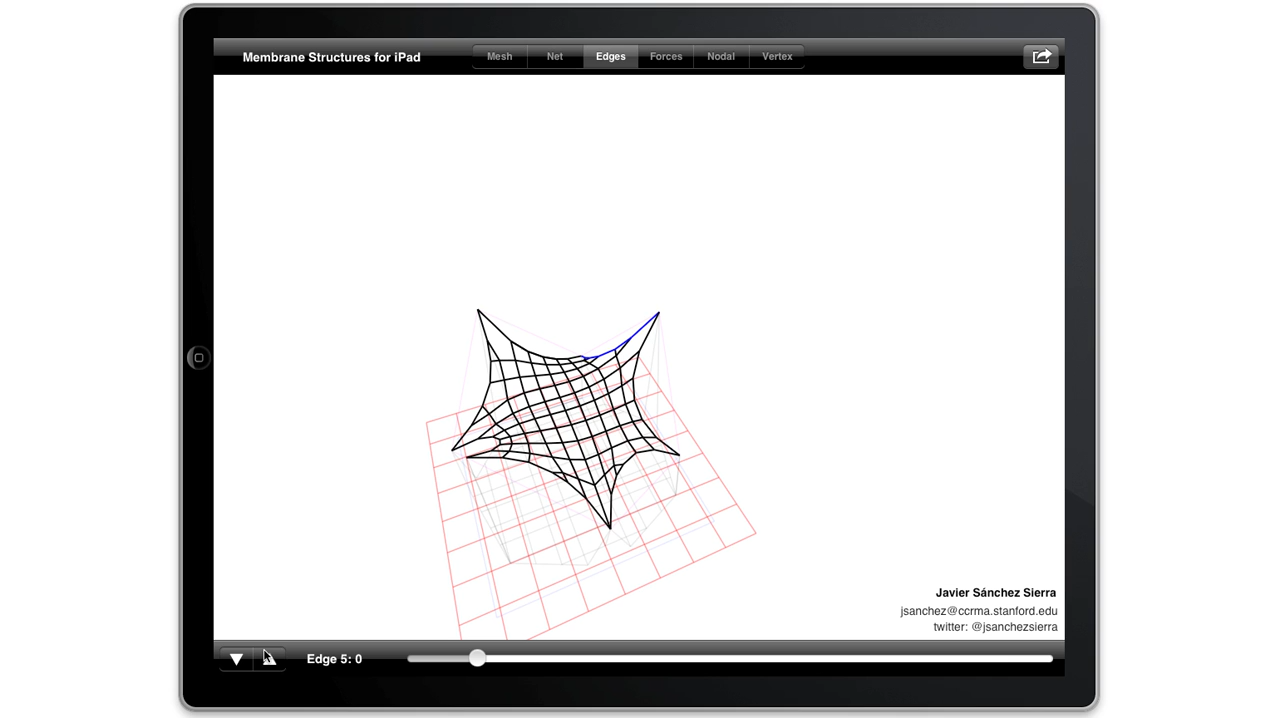 Membrane Structures for iPad
Mesh Net Edges Forces Nodal Vertex
Javier Sánchez Sierra
jsanchez@ccrma.stanford.edu
twitter: @jsanchezsierra
Edge 5: 0